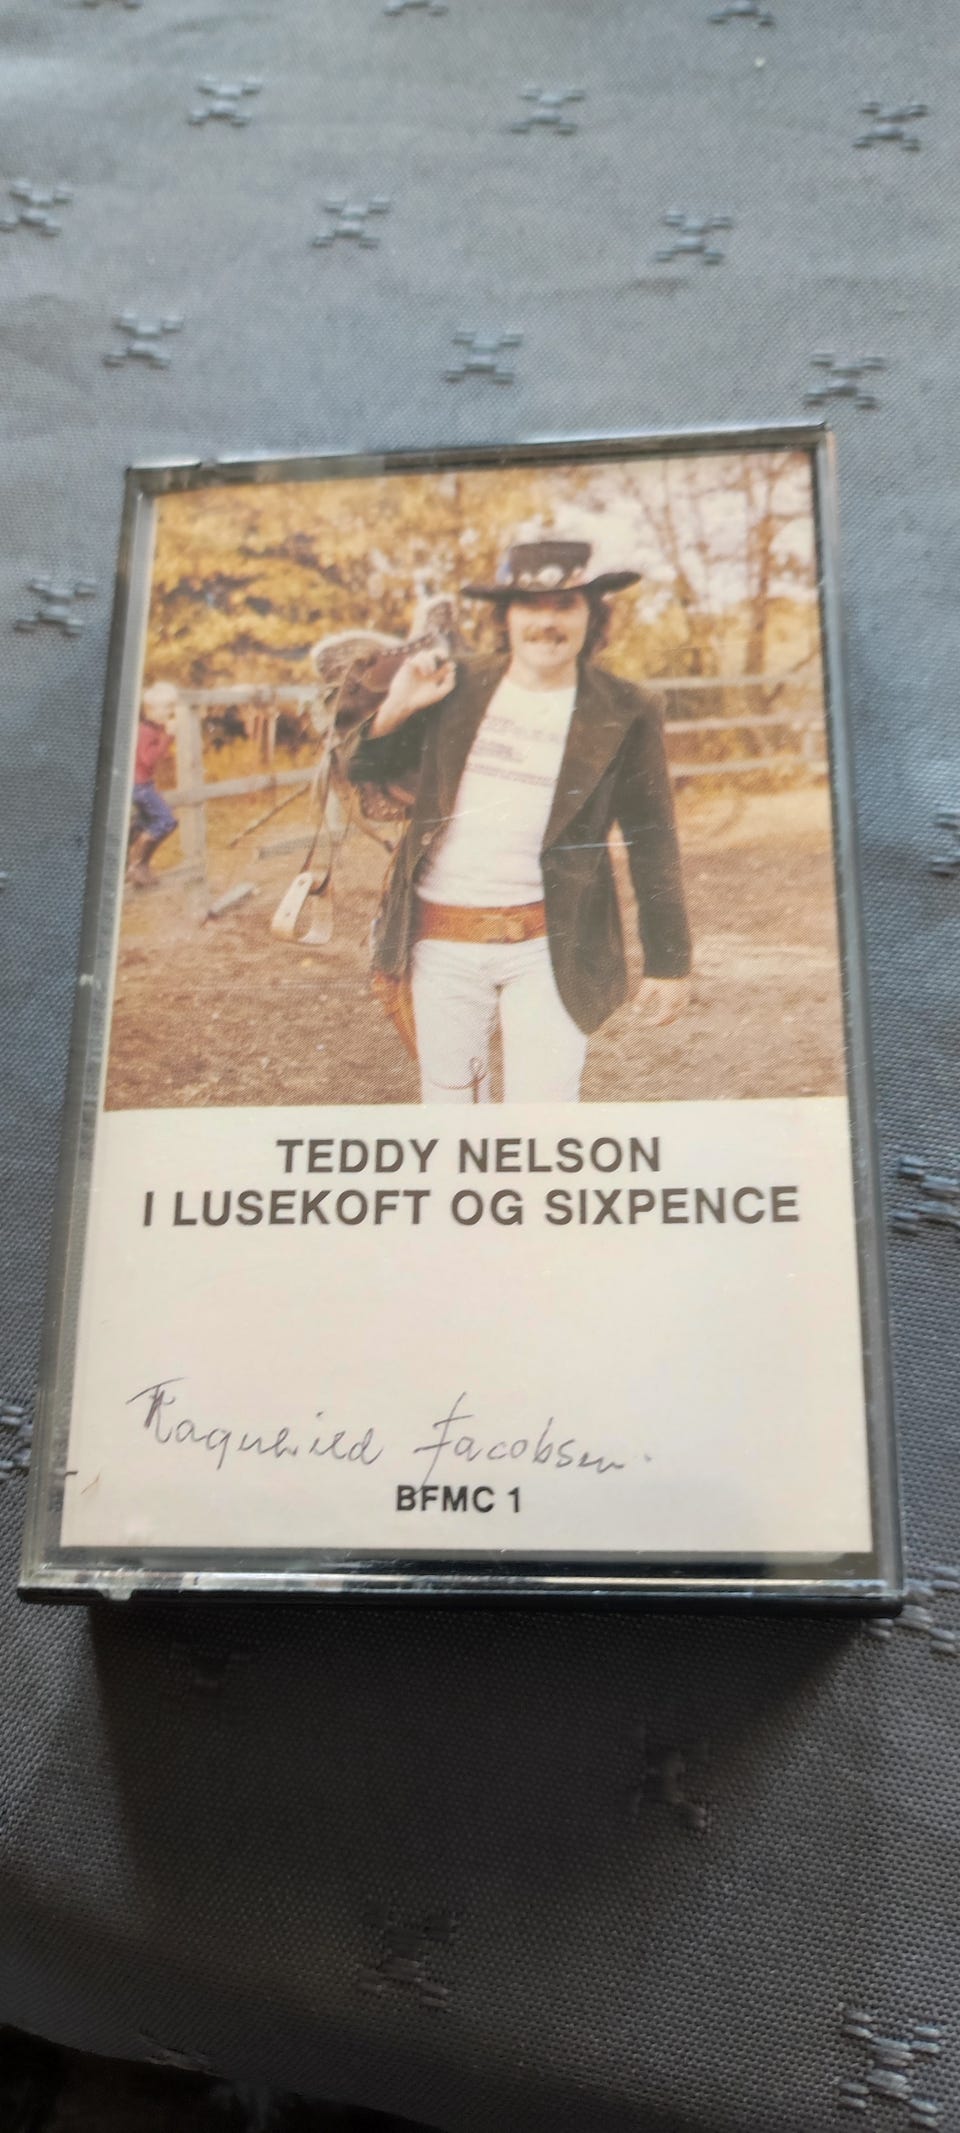 TEDDY NELSON
I LUSEKOFT OG SIXPENCE
Ragnhild Jacobsen.
BFMC 1